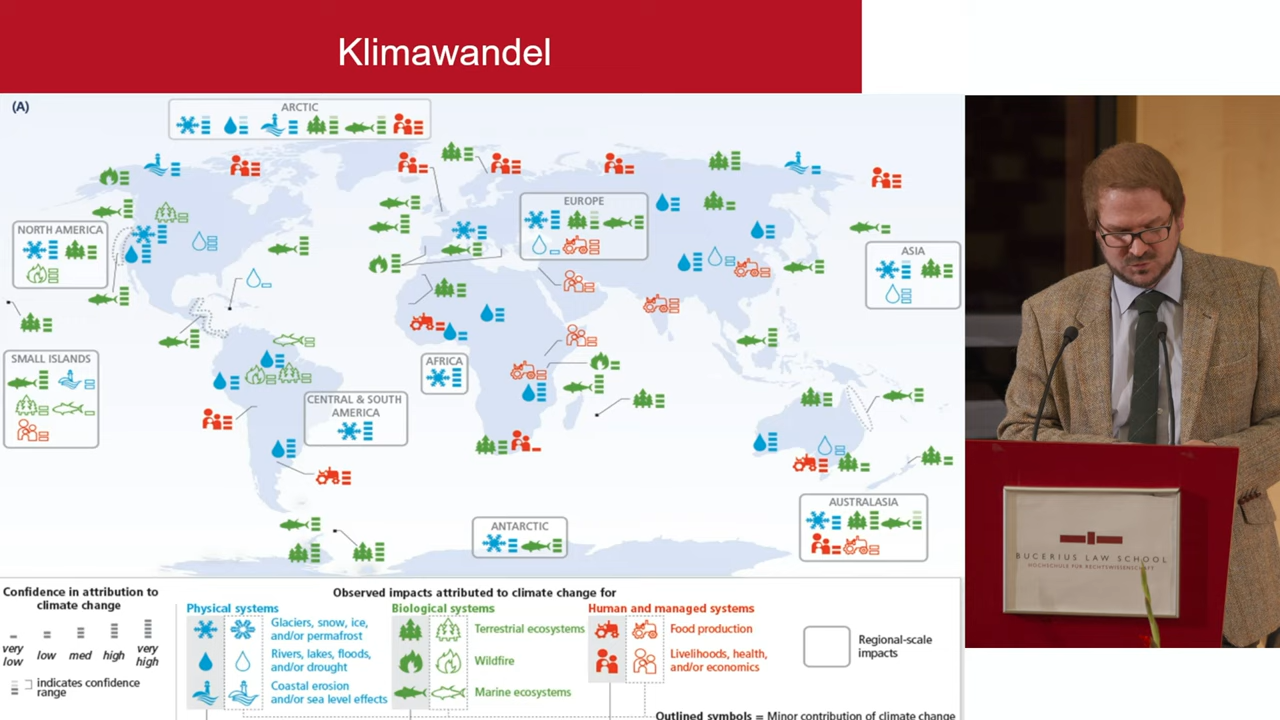 Klimawandel
(A)
ARCTIC
EUROPE
NORTH AMERICA
ASIA
SMALL ISLANDS
AFRICA
CENTRAL & SOUTH
AMERICA
AUSTRALASIA
ANTARCTIC
BUCERIUS LAW SCHOOL
HOCHSCHULE FÜR RECHTSWISSENSCHAFT
Confidence in attribution to
climate change
very
low
low
med
high
very
high
indicates confidence
range
Observed impacts attributed to climate change for
Physical systems
Glaciers, snow, ice,
and/or permafrost
Rivers, lakes, floods,
and/or drought
Coastal erosion
and/or sea level effects
Biological systems
Terrestrial ecosystems
Wildfire
Marine ecosystems
Human and managed systems
Food production
Livelihoods, health,
and/or economics
Regional-scale
impacts
Outlined symbols = Minor contribution of climate change